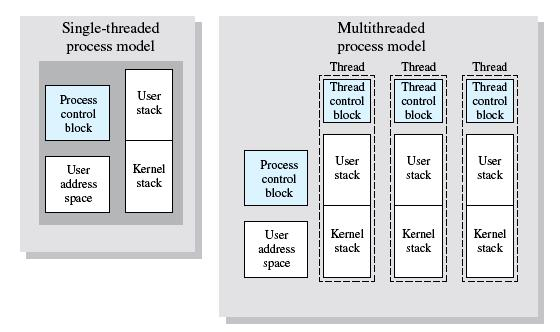 Single-threaded
process model
Process
control
block
User
stack
User
address
space
Kernel
stack
Multithreaded
process model
Thread
Thread
Thread
Thread
control
block
Thread
control
block
Thread
control
block
Process
control
block
User
stack
User
stack
User
stack
User
address
space
Kernel
stack
Kernel
stack
Kernel
stack